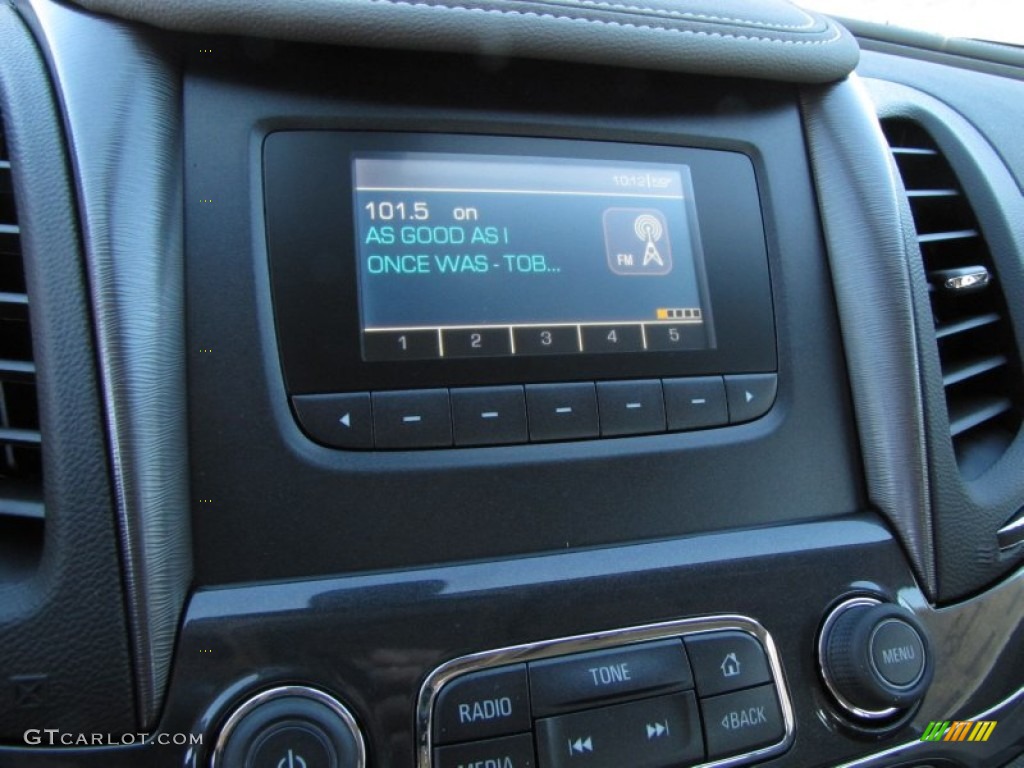 10:12
101.5 on
AS GOOD AS I
ONCE WAS - TOB...
FM
1 2 3 4 5
TONE
RADIO
MENU
BACK
MEDIA
GTCARLOT.COM